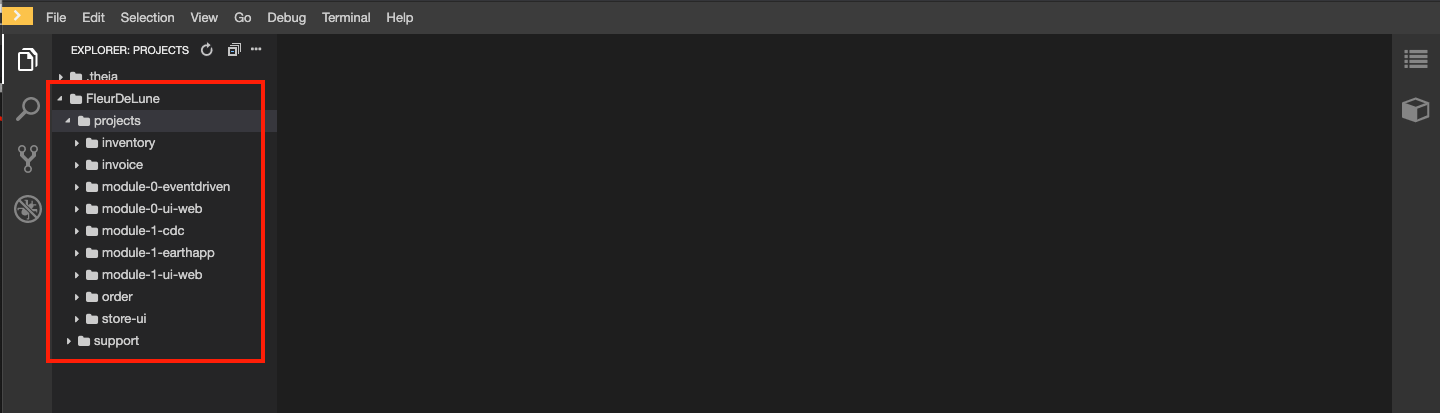 File Edit Selection View Go Debug Terminal Help
EXPLORER: PROJECTS
.theia
FleurDeLune
projects
inventory
invoice
module-0-eventdriven
module-0-ui-web
module-1-cdc
module-1-earthapp
module-1-ui-web
order
store-ui
support